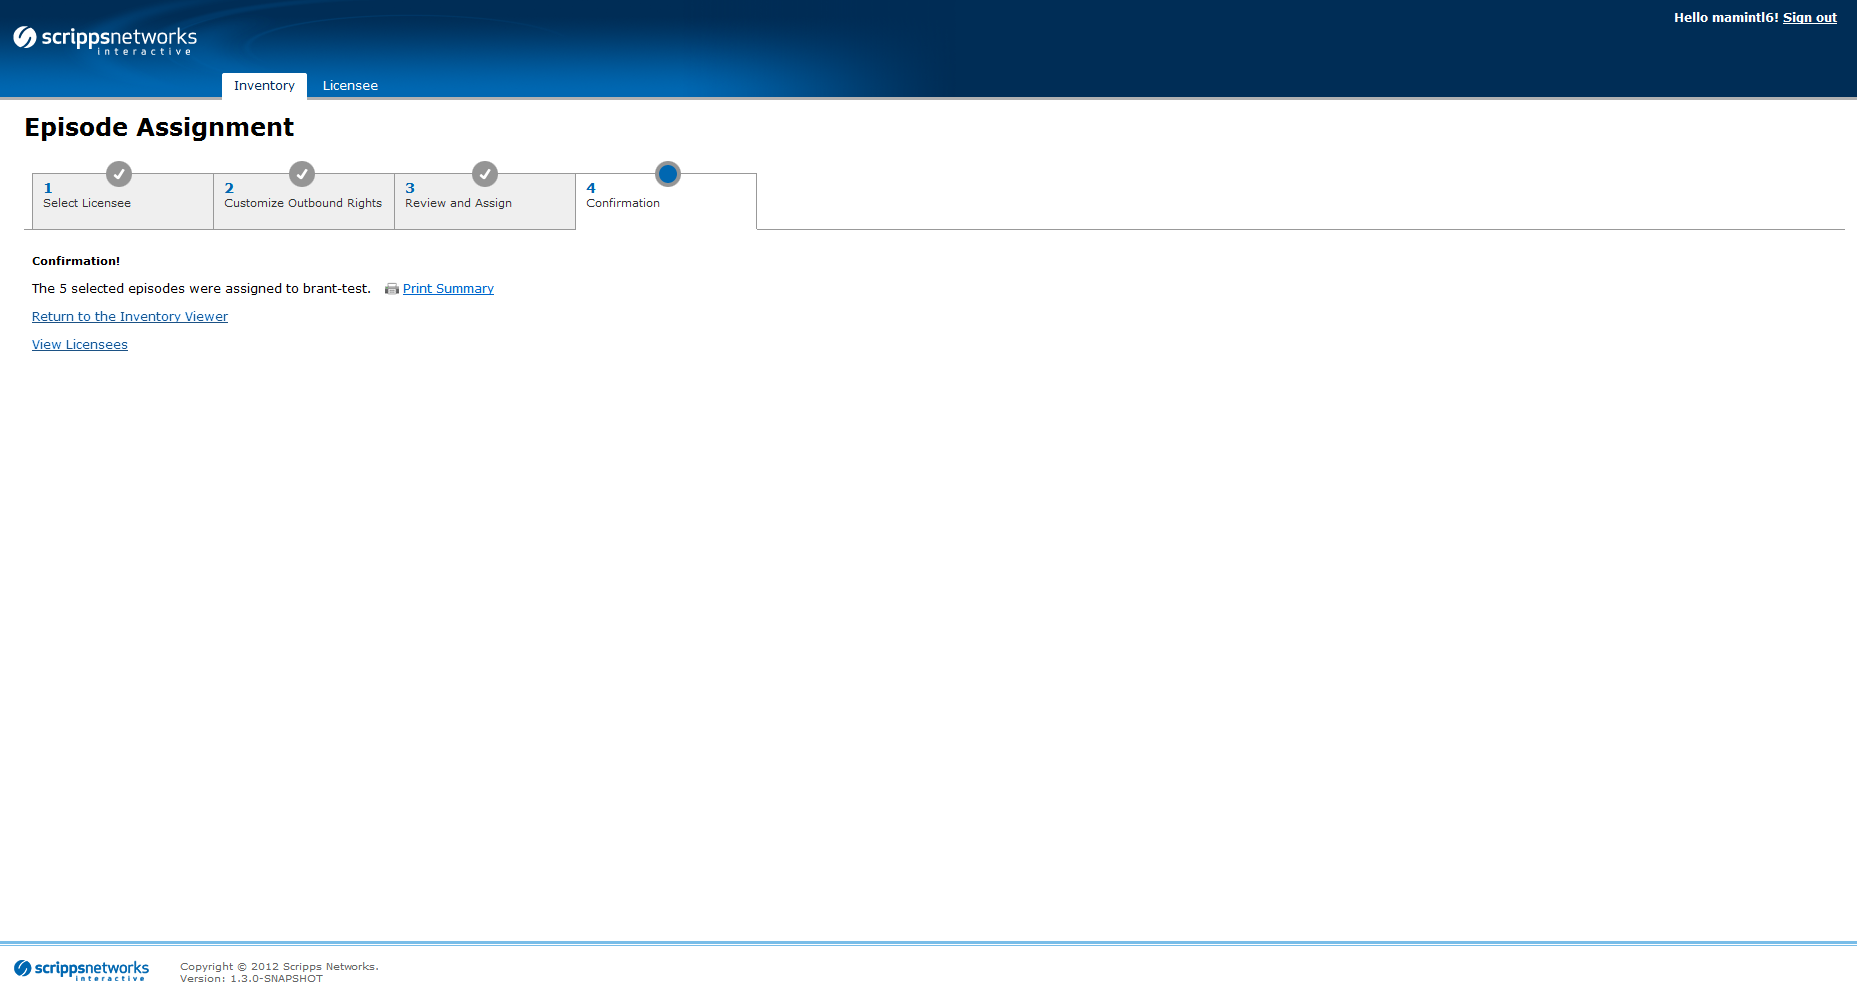 scrippsnetworks
interactive
Hello mamintl6! Sign out
Inventory Licensee
Episode Assignment
1 2 3 4
Select Licensee Customize Outbound Rights Review and Assign Confirmation
Confirmation!
The 5 selected episodes were assigned to brant-test. Print Summary
Return to the Inventory Viewer
View Licensees
scrippsnetworks
interactive
Copyright © 2012 Scripps Networks.
Version: 1.3.0-SNAPSHOT